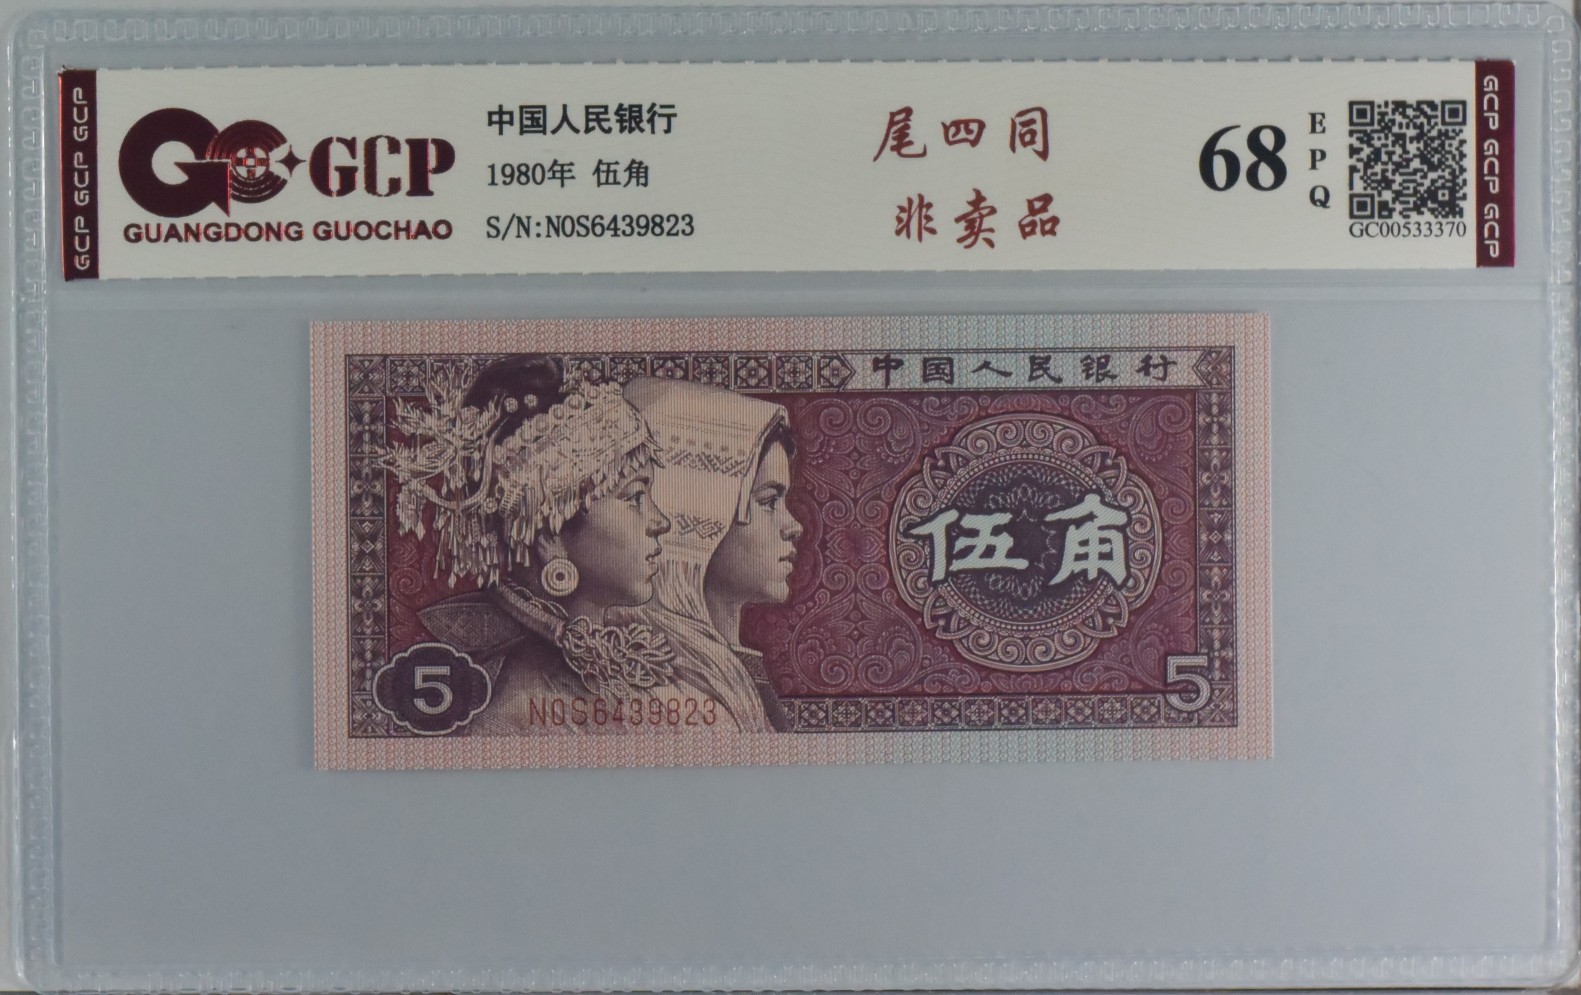 GCP GCP GCP
GCP
GUANGDONG GUOCHAO
中国人民银行
1980年 伍角
S/N:N0S6439823
尾四同
非卖品
68
EPQ
GC00533370
GCP GCP GCP
中国人民银行
伍角
5
N0S6439823
5